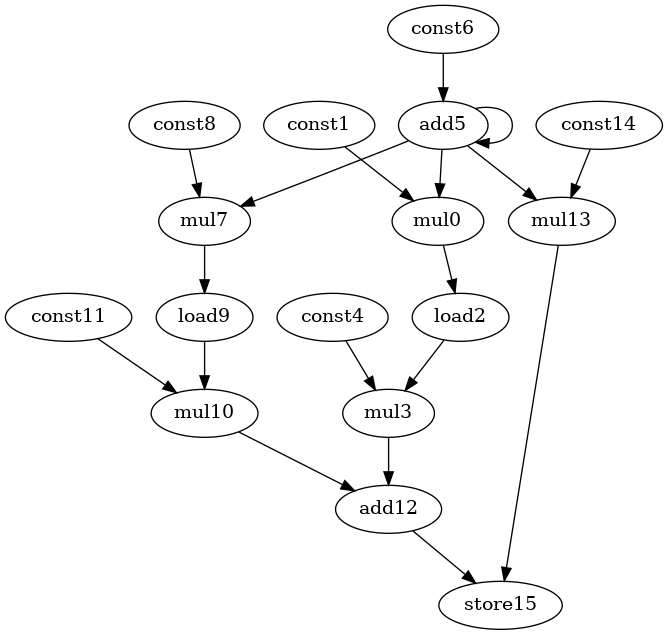 const6
const8
const1
add5
const14
mul7
mul0
mul13
const11
load9
const4
load2
mul10
mul3
add12
store15